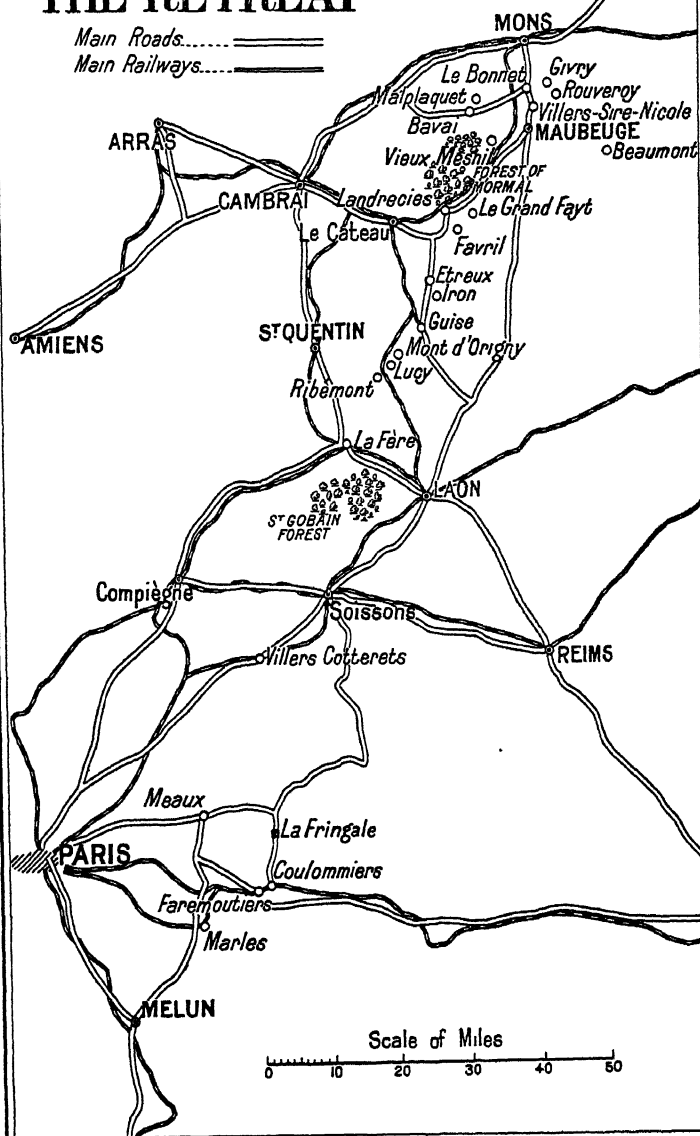 THE RETREAT
Main Roads......
Main Railways.....
MONS
Givry
Le Bonnet
Rouveroy
Malplaquet
Villers-Sire-Nicole
Bavai
MAUBEUGE
ARRAS
Beaumont
Vieux Mesnil
FOREST OF
MORMAL
CAMBRAI
Landrecies
Le Grand Fayt
Le Cateau
Favril
Etreux
Iron
Guise
AMIENS
ST QUENTIN
Mont d'Origny
Lucy
Ribemont
La Fère
LAON
ST GOBAIN
FOREST
Compiègne
Soissons
Villers Cotterets
REIMS
Meaux
La Fringale
PARIS
Coulommiers
Faremoutiers
Marles
MELUN
Scale of Miles
0 10 20 30 40 50